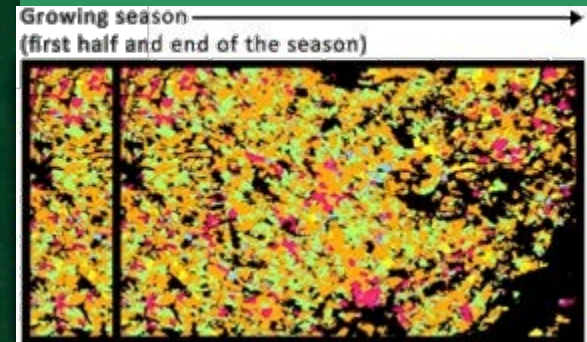 Growing season
(first half and end of the season)